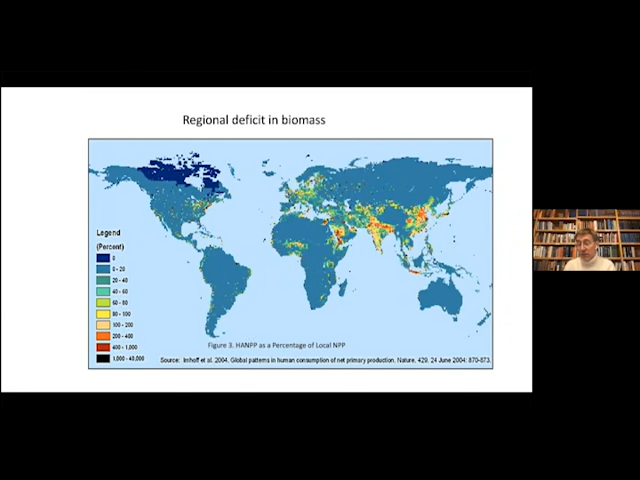 Regional deficit in biomass
Legend
(Percent)
0
0 - 20
20 - 40
40 - 60
60 - 80
80 - 100
100 - 200
200 - 400
400 - 1,000
1,000 - 40,000
Figure 3. HANPP as a Percentage of Local NPP
Source: Imhoff et al. 2004. Global patterns in human consumption of net primary production. Nature, 429. 24 June 2004: 870-873.